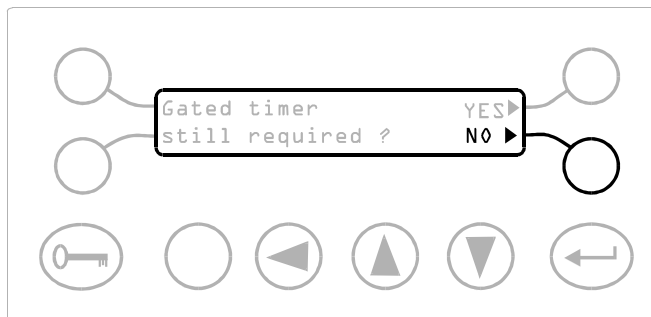 Gated timer YES
still required ? NO